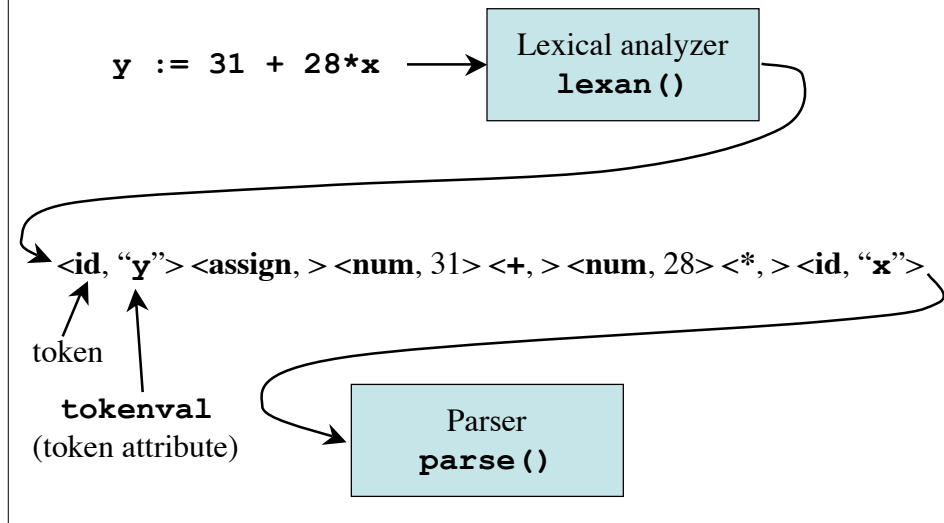 y := 31 + 28*x
Lexical analyzer
lexan()
<id, “y”> <assign, > <num, 31> <+, > <num, 28> <*, > <id, “x”>
token
tokenval
(token attribute)
Parser
parse()